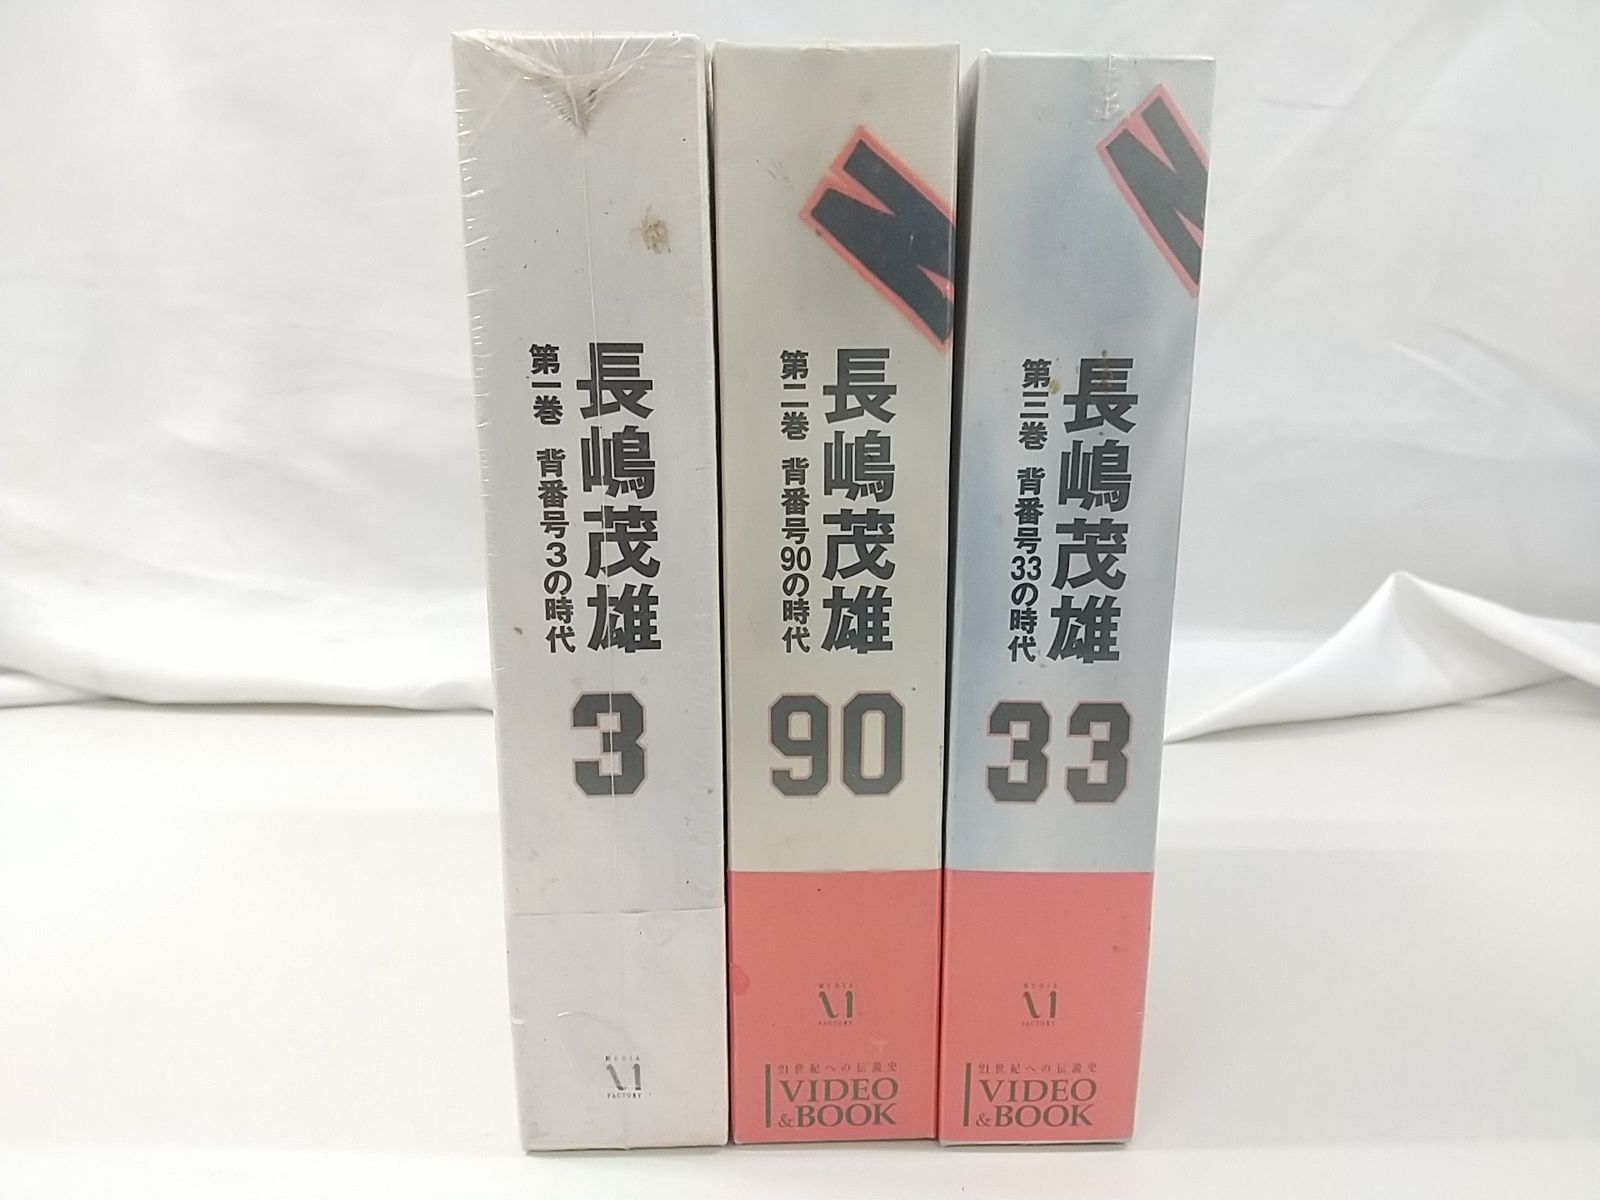 長嶋茂雄
第一巻 背番号3の時代
3
MEDIA
FACTORY
N
長嶋茂雄
第二巻 背番号90の時代
90
MEDIA
FACTORY
21世紀への伝説史
VIDEO
&BOOK
N
長嶋茂雄
第三巻 背番号33の時代
33
MEDIA
FACTORY
21世紀への伝説史
VIDEO
&BOOK